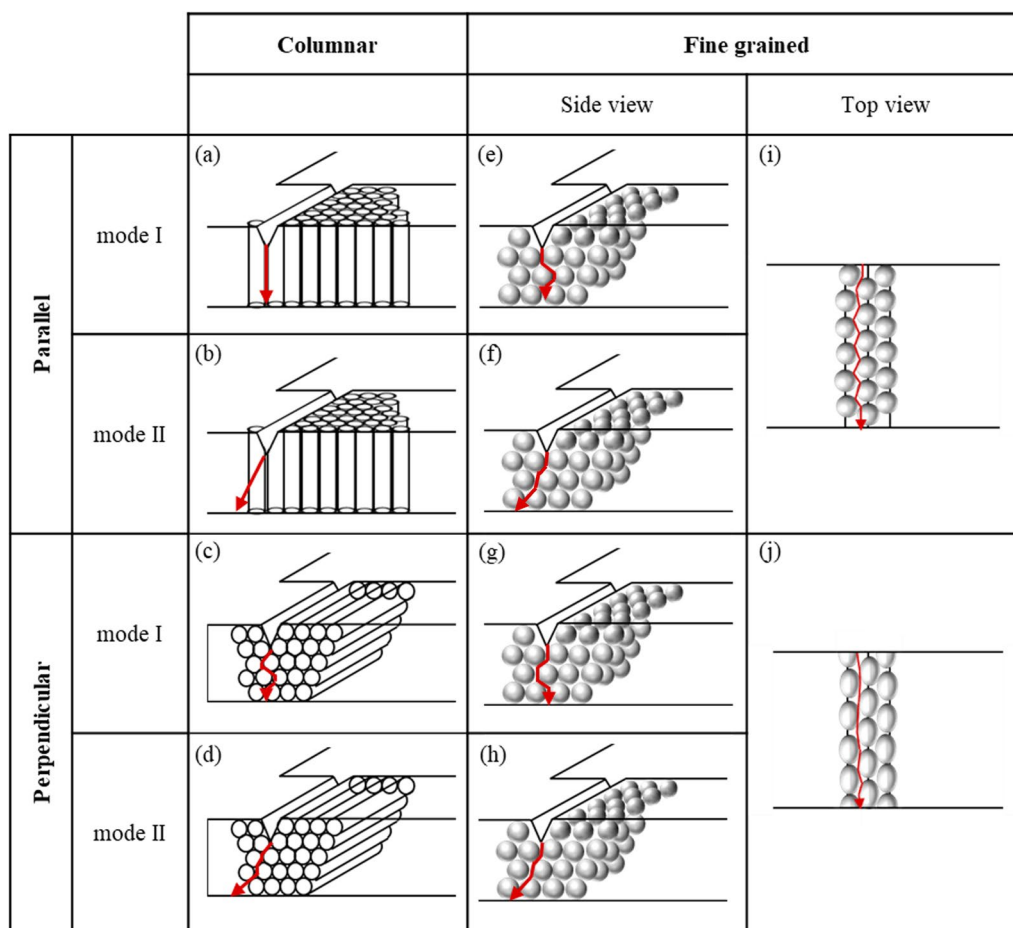 Columnar
Fine grained
Side view
Top view
Parallel
mode I
(a)
(e)
(i)
mode II
(b)
(f)
Perpendicular
mode I
(c)
(g)
(j)
mode II
(d)
(h)